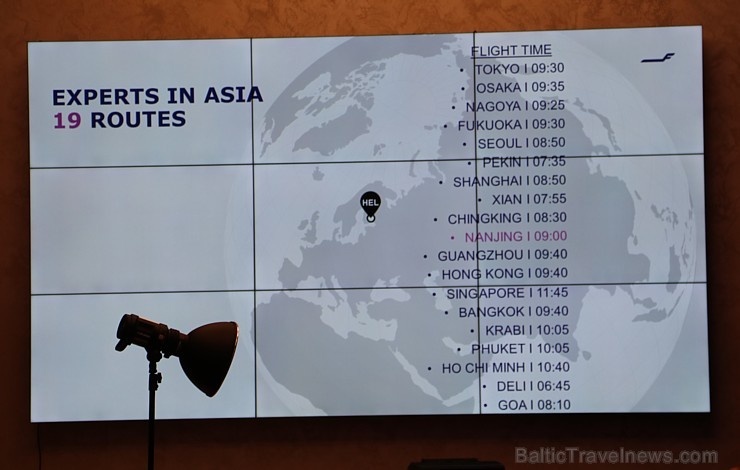 EXPERTS IN ASIA
19 ROUTES
HEL
FLIGHT TIME
• TOKYO I 09:30
• OSAKA I 09:35
• NAGOYA I 09:25
• FUKUOKA I 09:30
• SEOUL I 08:50
• PEKIN I 07:35
• SHANGHAI I 08:50
• XIAN I 07:55
• CHINGKING I 08:30
• NANJING I 09:00
• GUANGZHOU I 09:40
• HONG KONG I 09:40
• SINGAPORE I 11:45
• BANGKOK I 09:40
• KRABI I 10:05
• PHUKET I 10:05
• HO CHI MINH I 10:40
• DELI I 06:45
• GOA I 08:10
BalticTravelnews.com